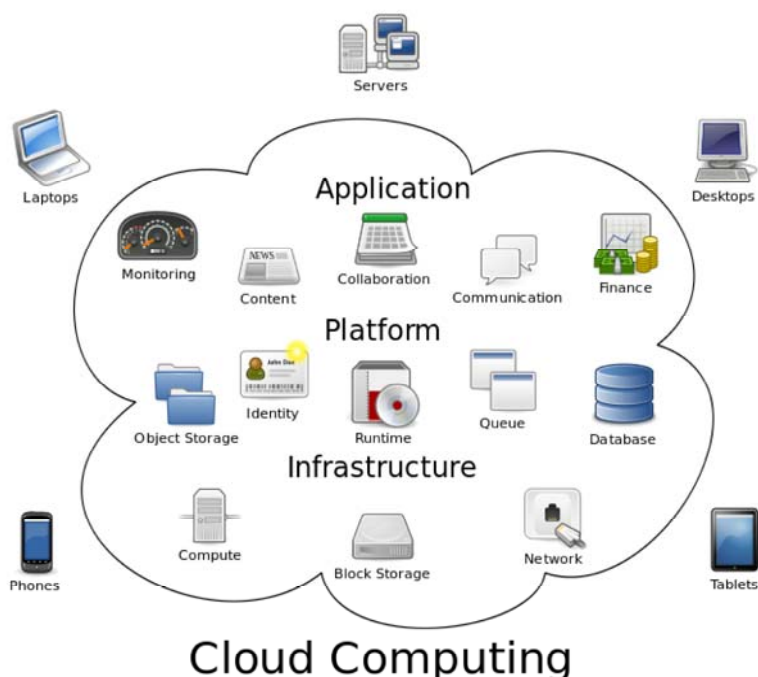 Servers
Laptops
Desktops
Application
Monitoring
Content
NEWS
Collaboration
Communication
Finance
Platform
Object Storage
John Doe
Identity
Runtime
Queue
Database
Infrastructure
Compute
Block Storage
Network
Phones
Tablets
Cloud Computing